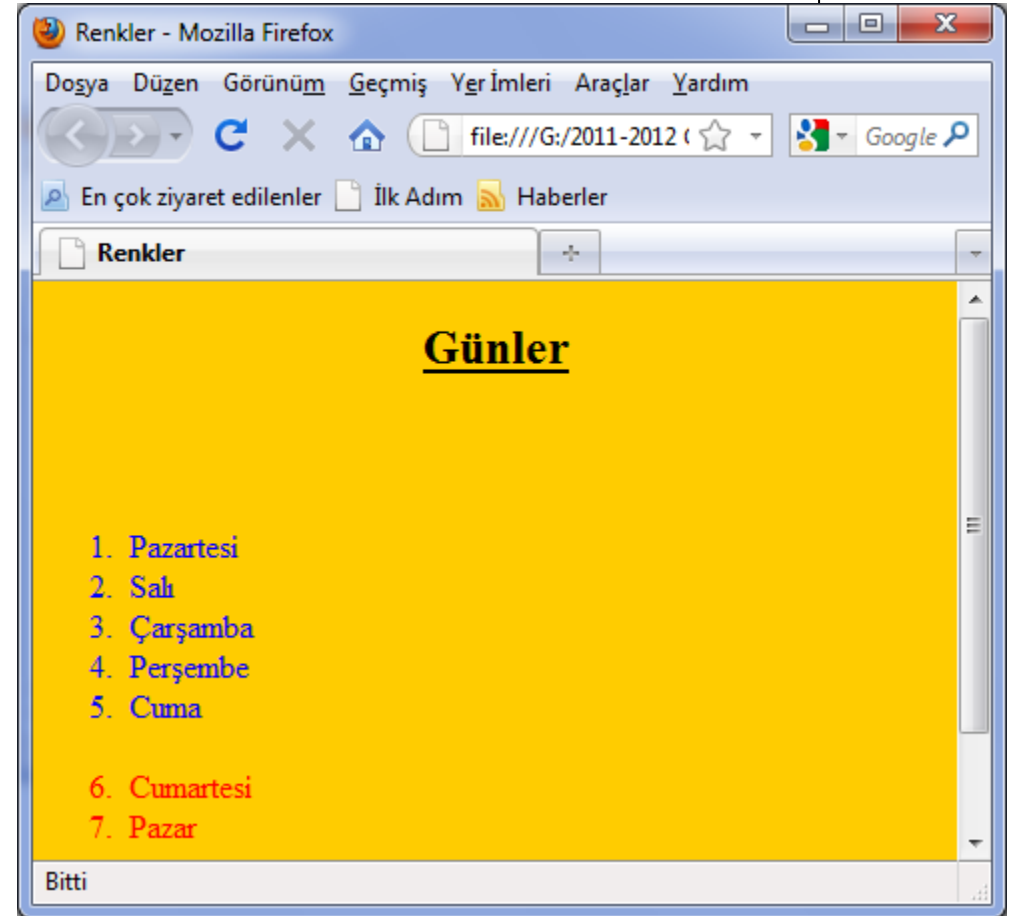 Renkler - Mozilla Firefox
Dosya Düzen Görünüm Geçmiş Yer İmleri Araçlar Yardım
file:///G:/2011-2012 ( Google
En çok ziyaret edilenler İlk Adım Haberler
Renkler
Günler
1. Pazartesi
2. Salı
3. Çarşamba
4. Perşembe
5. Cuma
6. Cumartesi
7. Pazar
Bitti